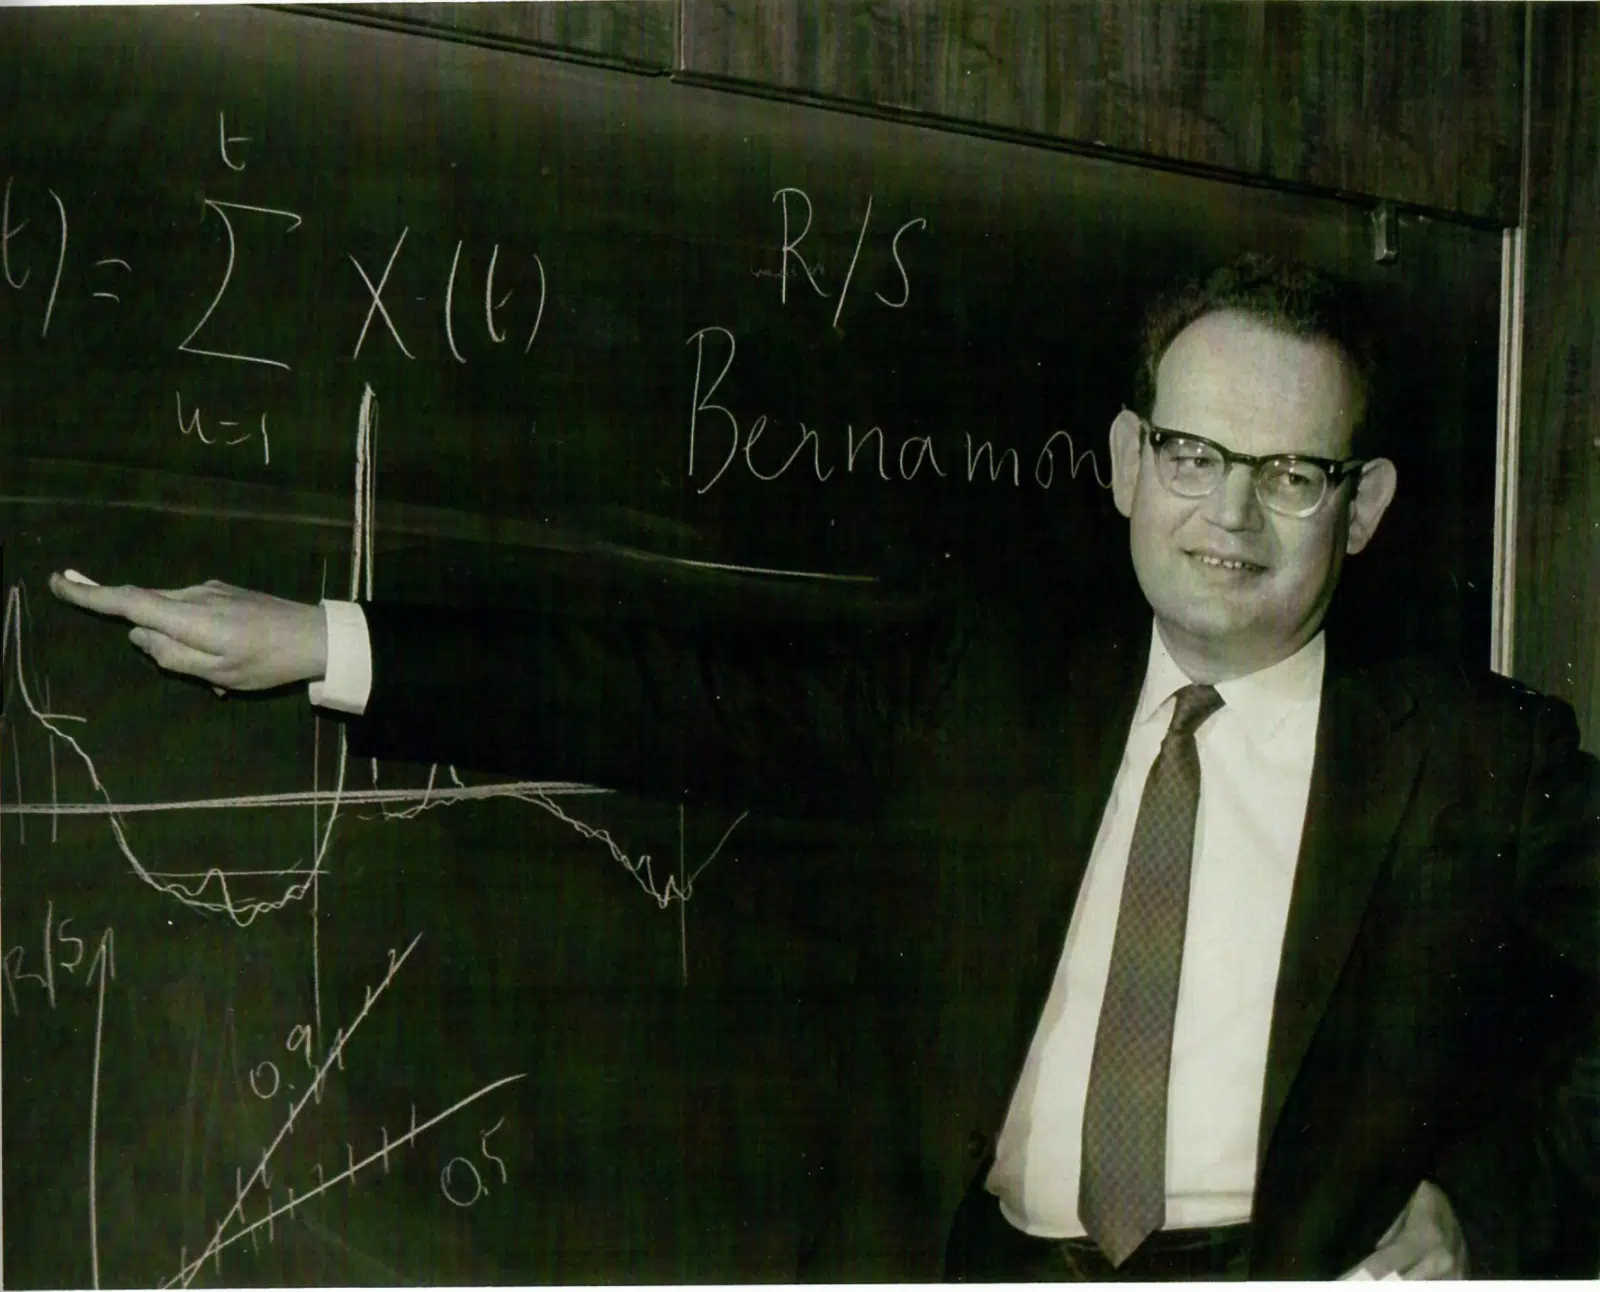 t) = t∑n=1 X(t)
R/S
Bernamon
R/S
0.9
0.5